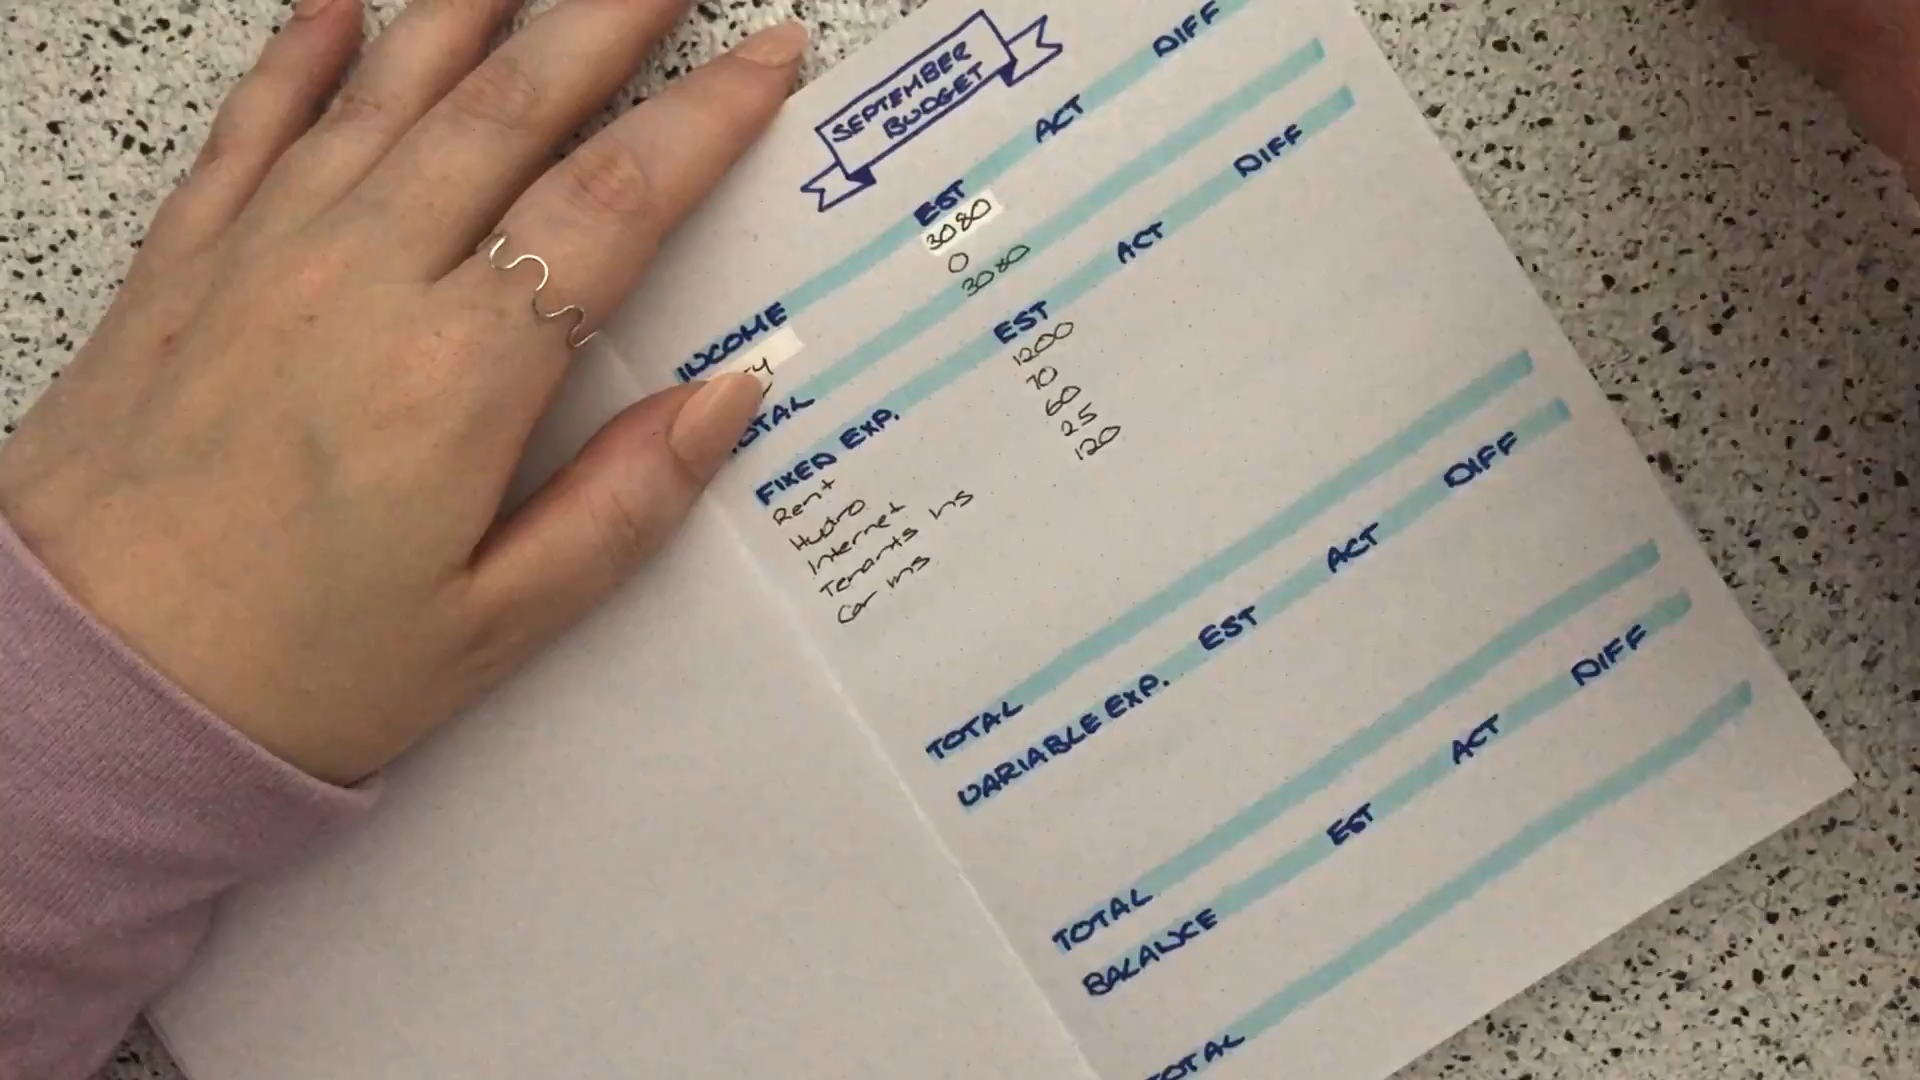 SEPTEMBER
BUDGET
INCOME EST ACT DIFF
3080
0
TOTAL 3080
FIXED EXP. EST ACT DIFF
Rent 1200
Hydro 70
Internet 60
Tenants ins 25
Car ins 120
TOTAL
VARIABLE EXP. EST ACT DIFF
TOTAL
BALANCE EST ACT DIFF
TOTAL